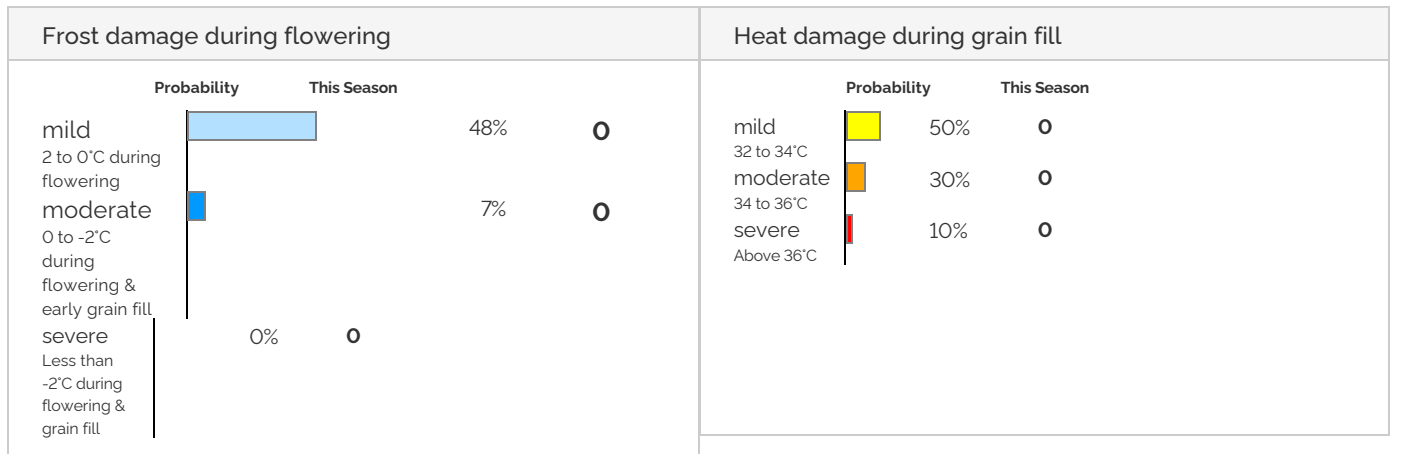 Frost damage during flowering
Probability This Season
mild 48% 0
2 to 0°C during
flowering
moderate 7% 0
0 to -2°C
during
flowering &
early grain fill
severe 0% 0
Less than
-2°C during
flowering &
grain fill
Heat damage during grain fill
Probability This Season
mild 50% 0
32 to 34°C
moderate 30% 0
34 to 36°C
severe 10% 0
Above 36°C